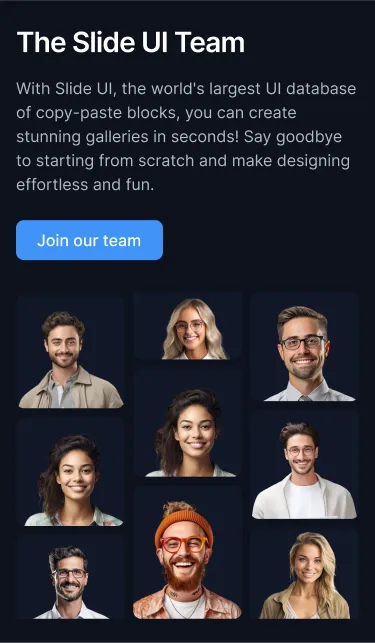 The Slide UI Team
With Slide UI, the world's largest UI database
of copy-paste blocks, you can create
stunning galleries in seconds! Say goodbye
to starting from scratch and make designing
effortless and fun.
Join our team